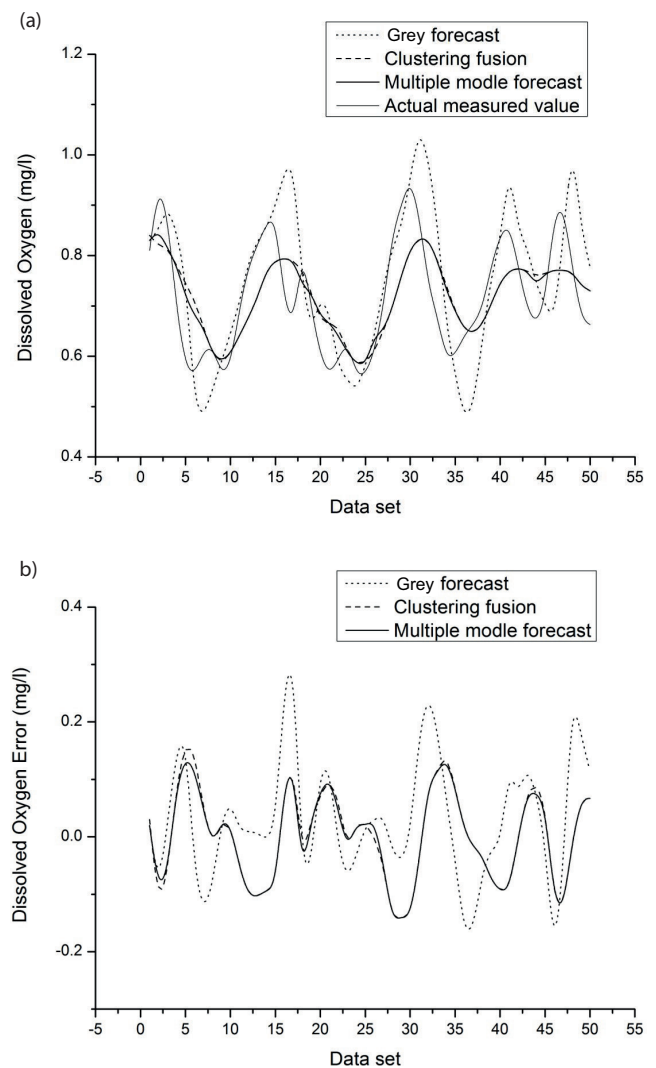 (a)
Grey forecast
Clustering fusion
Multiple modle forecast
Actual measured value
1.2
1.0
0.8
0.6
0.4
Dissolved Oxygen (mg/l)
-5 0 5 10 15 20 25 30 35 40 45 50 55
Data set
b)
Grey forecast
Clustering fusion
Multiple modle forecast
0.4
0.2
0.0
-0.2
Dissolved Oxygen Error (mg/l)
-5 0 5 10 15 20 25 30 35 40 45 50 55
Data set